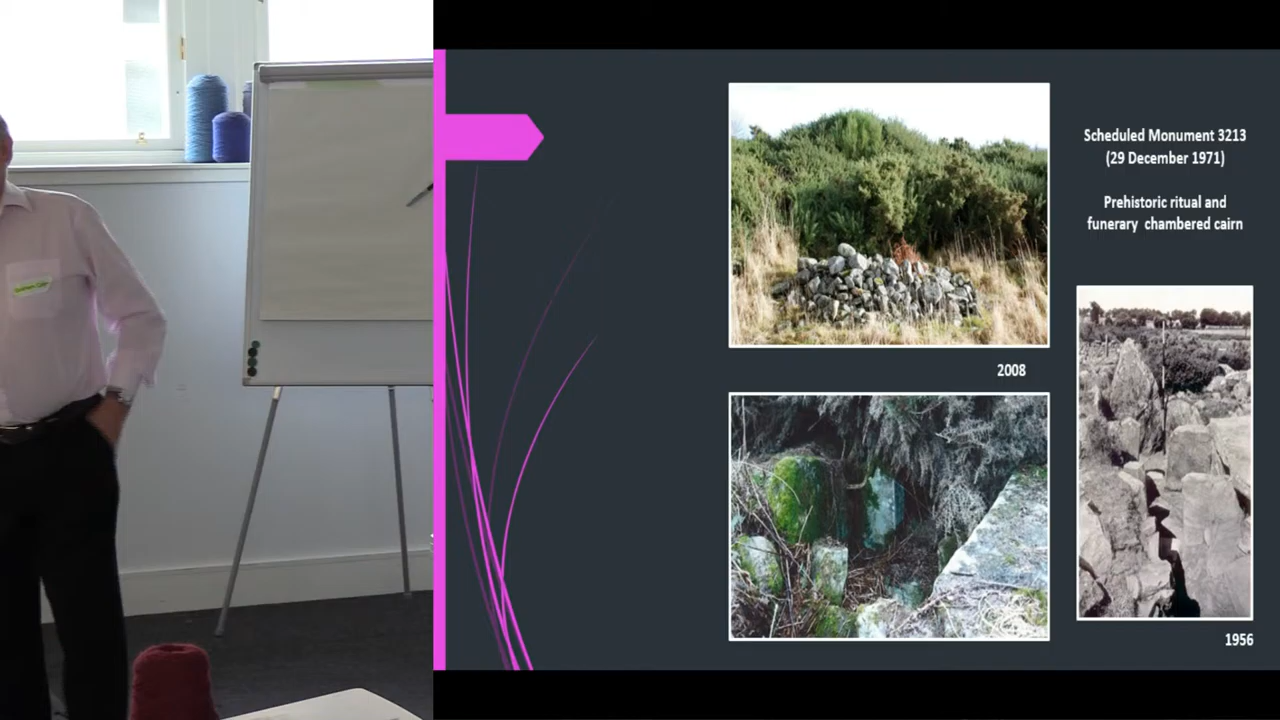 Scheduled Monument 3213
(29 December 1971)
Prehistoric ritual and
funerary chambered cairn
2008
1956